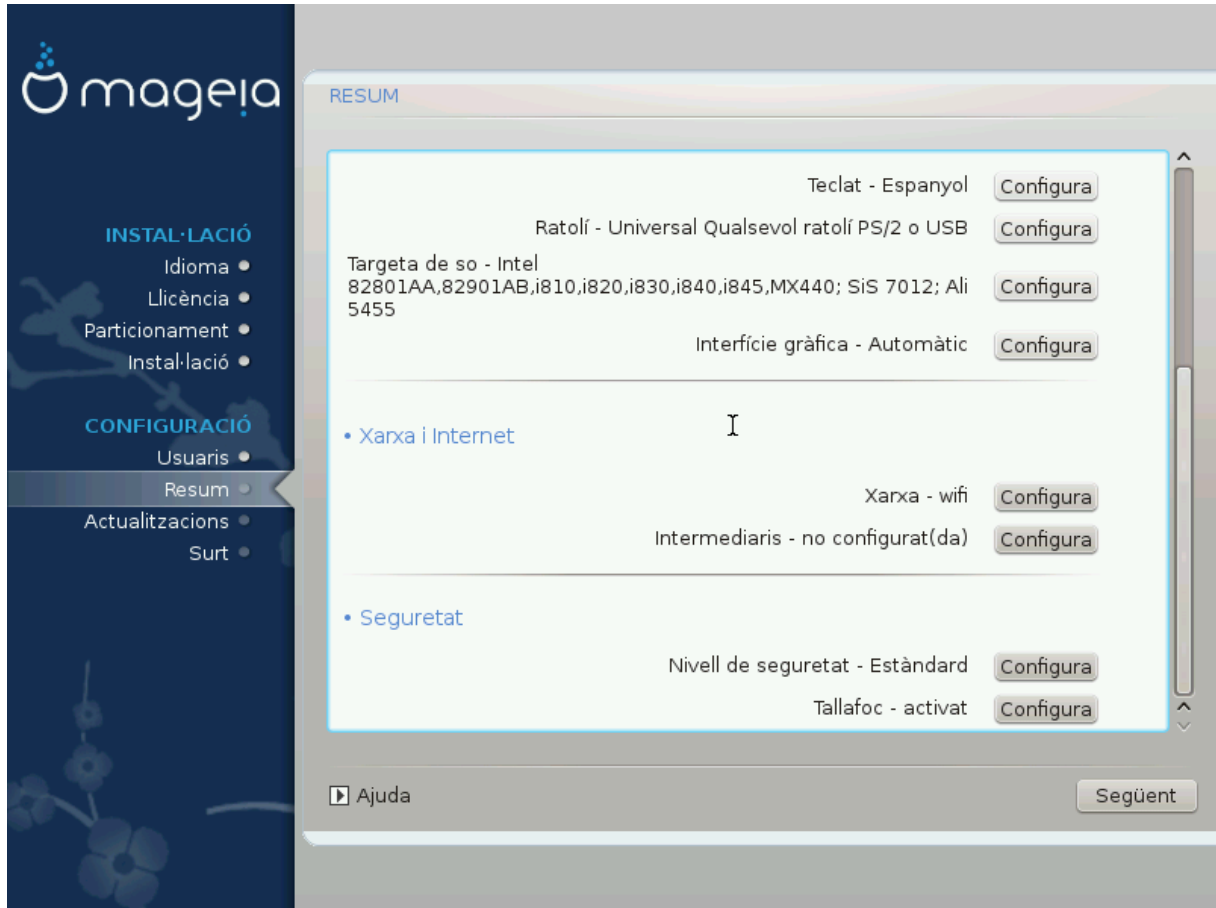 mageia
INSTAL·LACIÓ
Idioma
Llicència
Particionament
Instal·lació
CONFIGURACIÓ
Usuaris
Resum
Actualitzacions
Surt
RESUM
Teclat - Espanyol Configura
Ratolí - Universal Qualsevol ratolí PS/2 o USB Configura
Targeta de so - Intel
82801AA,82901AB,i810,i820,i830,i840,i845,MX440; SiS 7012; Ali
5455 Configura
Interfície gràfica - Automàtic Configura
• Xarxa i Internet
Xarxa - wifi Configura
Intermediaris - no configurat(da) Configura
• Seguretat
Nivell de seguretat - Estàndard Configura
Tallafoc - activat Configura
Ajuda
Següent